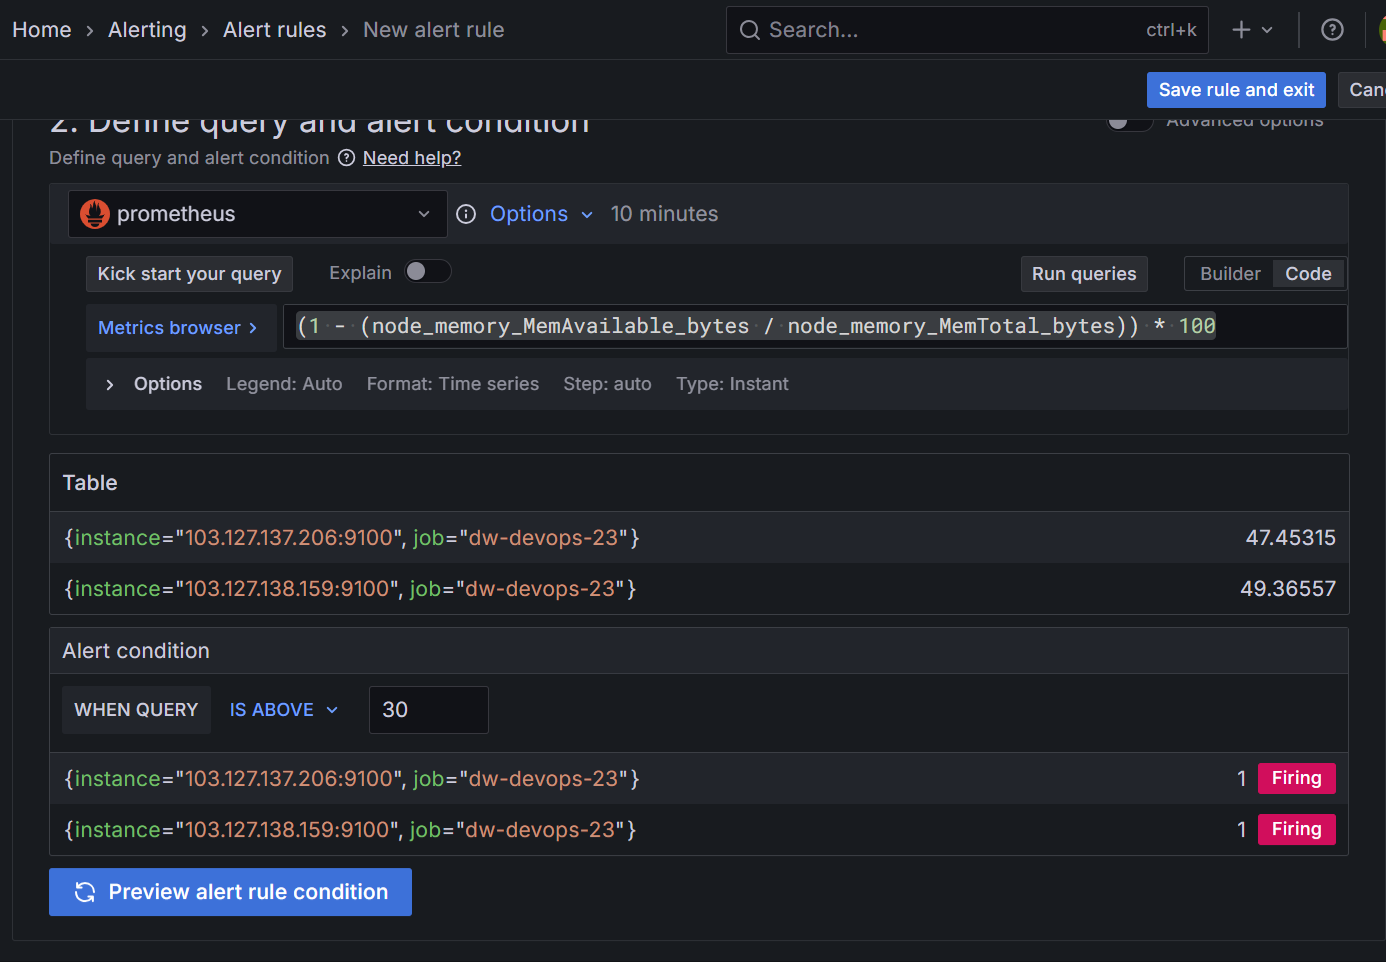 Home > Alerting > Alert rules > New alert rule Search... ctrl+k
Save rule and exit
2. Define query and alert condition Advanced options
Define query and alert condition Need help?
prometheus Options 10 minutes
Kick start your query Explain Run queries Builder Code
Metrics browser > (1 - (node_memory_MemAvailable_bytes / node_memory_MemTotal_bytes)) * 100
> Options Legend: Auto Format: Time series Step: auto Type: Instant
Table
{instance="103.127.137.206:9100", job="dw-devops-23"} 47.45315
{instance="103.127.138.159:9100", job="dw-devops-23"} 49.36557
Alert condition
WHEN QUERY IS ABOVE 30
{instance="103.127.137.206:9100", job="dw-devops-23"} 1 Firing
{instance="103.127.138.159:9100", job="dw-devops-23"} 1 Firing
Preview alert rule condition